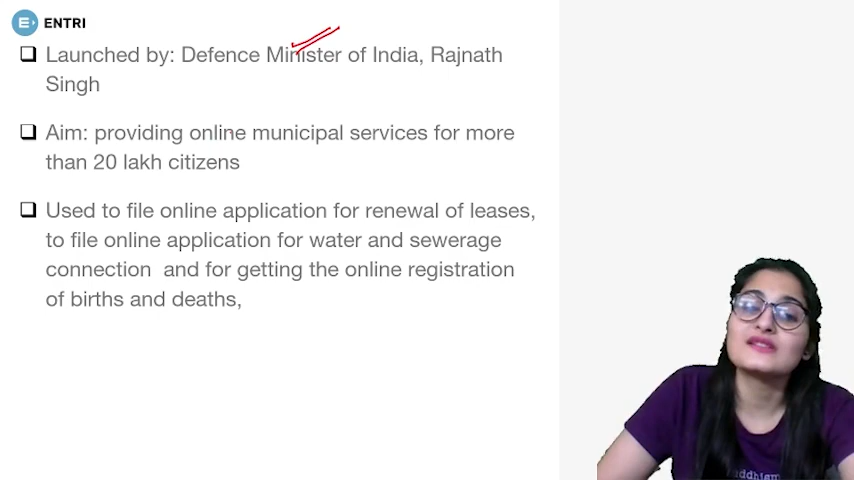 ENTRI
❑ Launched by: Defence Minister of India, Rajnath
Singh
❑ Aim: providing online municipal services for more
than 20 lakh citizens
❑ Used to file online application for renewal of leases,
to file online application for water and sewerage
connection and for getting the online registration
of births and deaths,